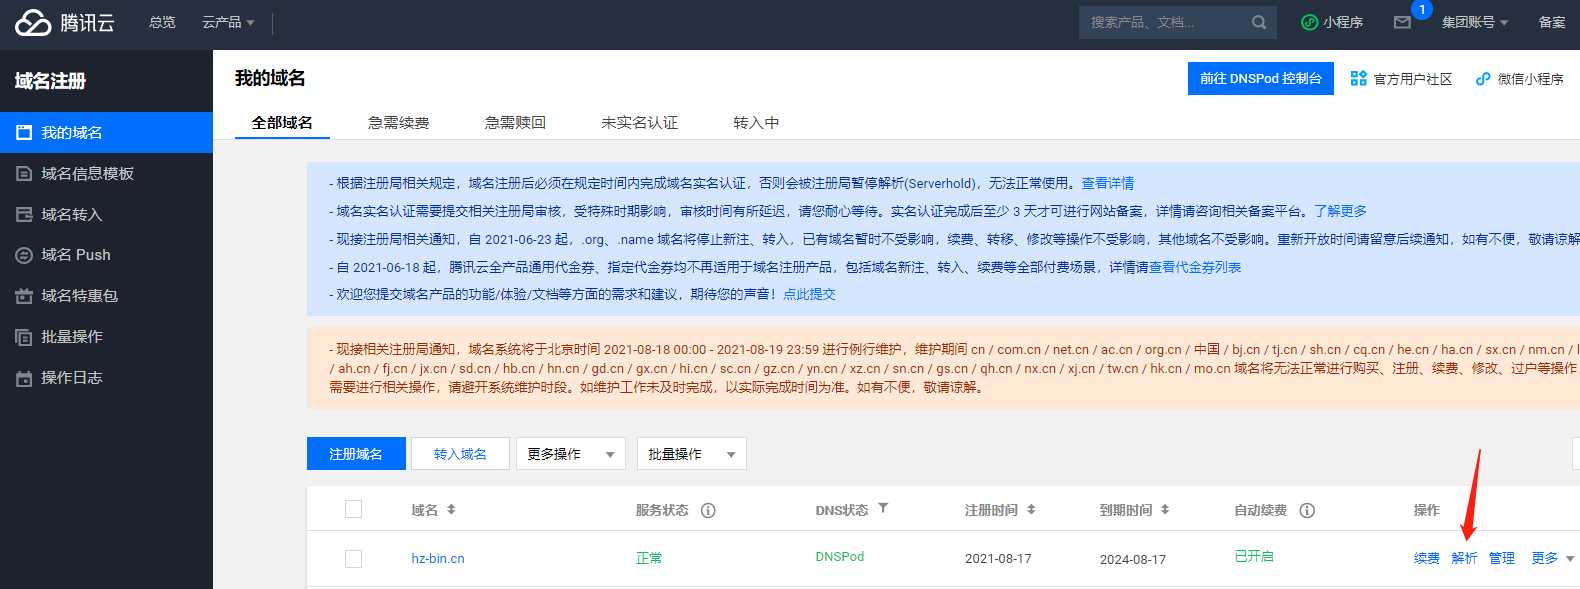 腾讯云
总览
云产品
搜索产品、文档...
小程序
1
集团账号
备案
域名注册
我的域名
域名信息模板
域名转入
域名 Push
域名特惠包
批量操作
操作日志
我的域名
前往 DNSPod 控制台
官方用户社区
微信小程序
全部域名
急需续费
急需赎回
未实名认证
转入中
- 根据注册局相关规定，域名注册后必须在规定时间内完成域名实名认证，否则会被注册局暂停解析(Serverhold)，无法正常使用。查看详情
- 域名实名认证需要提交相关注册局审核，受特殊时期影响，审核时间有所延迟，请您耐心等待。实名认证完成后至少 3 天才可进行网站备案，详情请咨询相关备案平台。了解更多
- 现接注册局相关通知，自 2021-06-23 起，.org、.name 域名将停止新注、转入，已有域名暂时不受影响，续费、转移、修改等操作不受影响，其他域名不受影响。重新开放时间请留意后续通知，如有不便，敬请谅解
- 自 2021-06-18 起，腾讯云全产品通用代金券、指定代金券均不再适用于域名注册产品，包括域名新注、转入、续费等全部付费场景，详情请查看代金券列表
- 欢迎您提交域名产品的功能/体验/文档等方面的需求和建议，期待您的声音！点此提交
- 现接相关注册局通知，域名系统将于北京时间 2021-08-18 00:00 - 2021-08-19 23:59 进行例行维护，维护期间 cn / com.cn / net.cn / ac.cn / org.cn / 中国 / bj.cn / tj.cn / sh.cn / cq.cn / he.cn / ha.cn / sx.cn / nm.cn /
/ ah.cn / fj.cn / jx.cn / sd.cn / hb.cn / hn.cn / gd.cn / gx.cn / hi.cn / sc.cn / gz.cn / yn.cn / xz.cn / sn.cn / gs.cn / qh.cn / nx.cn / xj.cn / tw.cn / hk.cn / mo.cn 域名将无法正常进行购买、注册、续费、修改、过户等操作，
需要进行相关操作，请避开系统维护时段。如维护工作未及时完成，以实际完成时间为准。如有不便，敬请谅解。
注册域名
转入域名
更多操作
批量操作
域名
服务状态
DNS状态
注册时间
到期时间
自动续费
操作
hz-bin.cn
正常
DNSPod
2021-08-17
2024-08-17
已开启
续费
解析
管理
更多